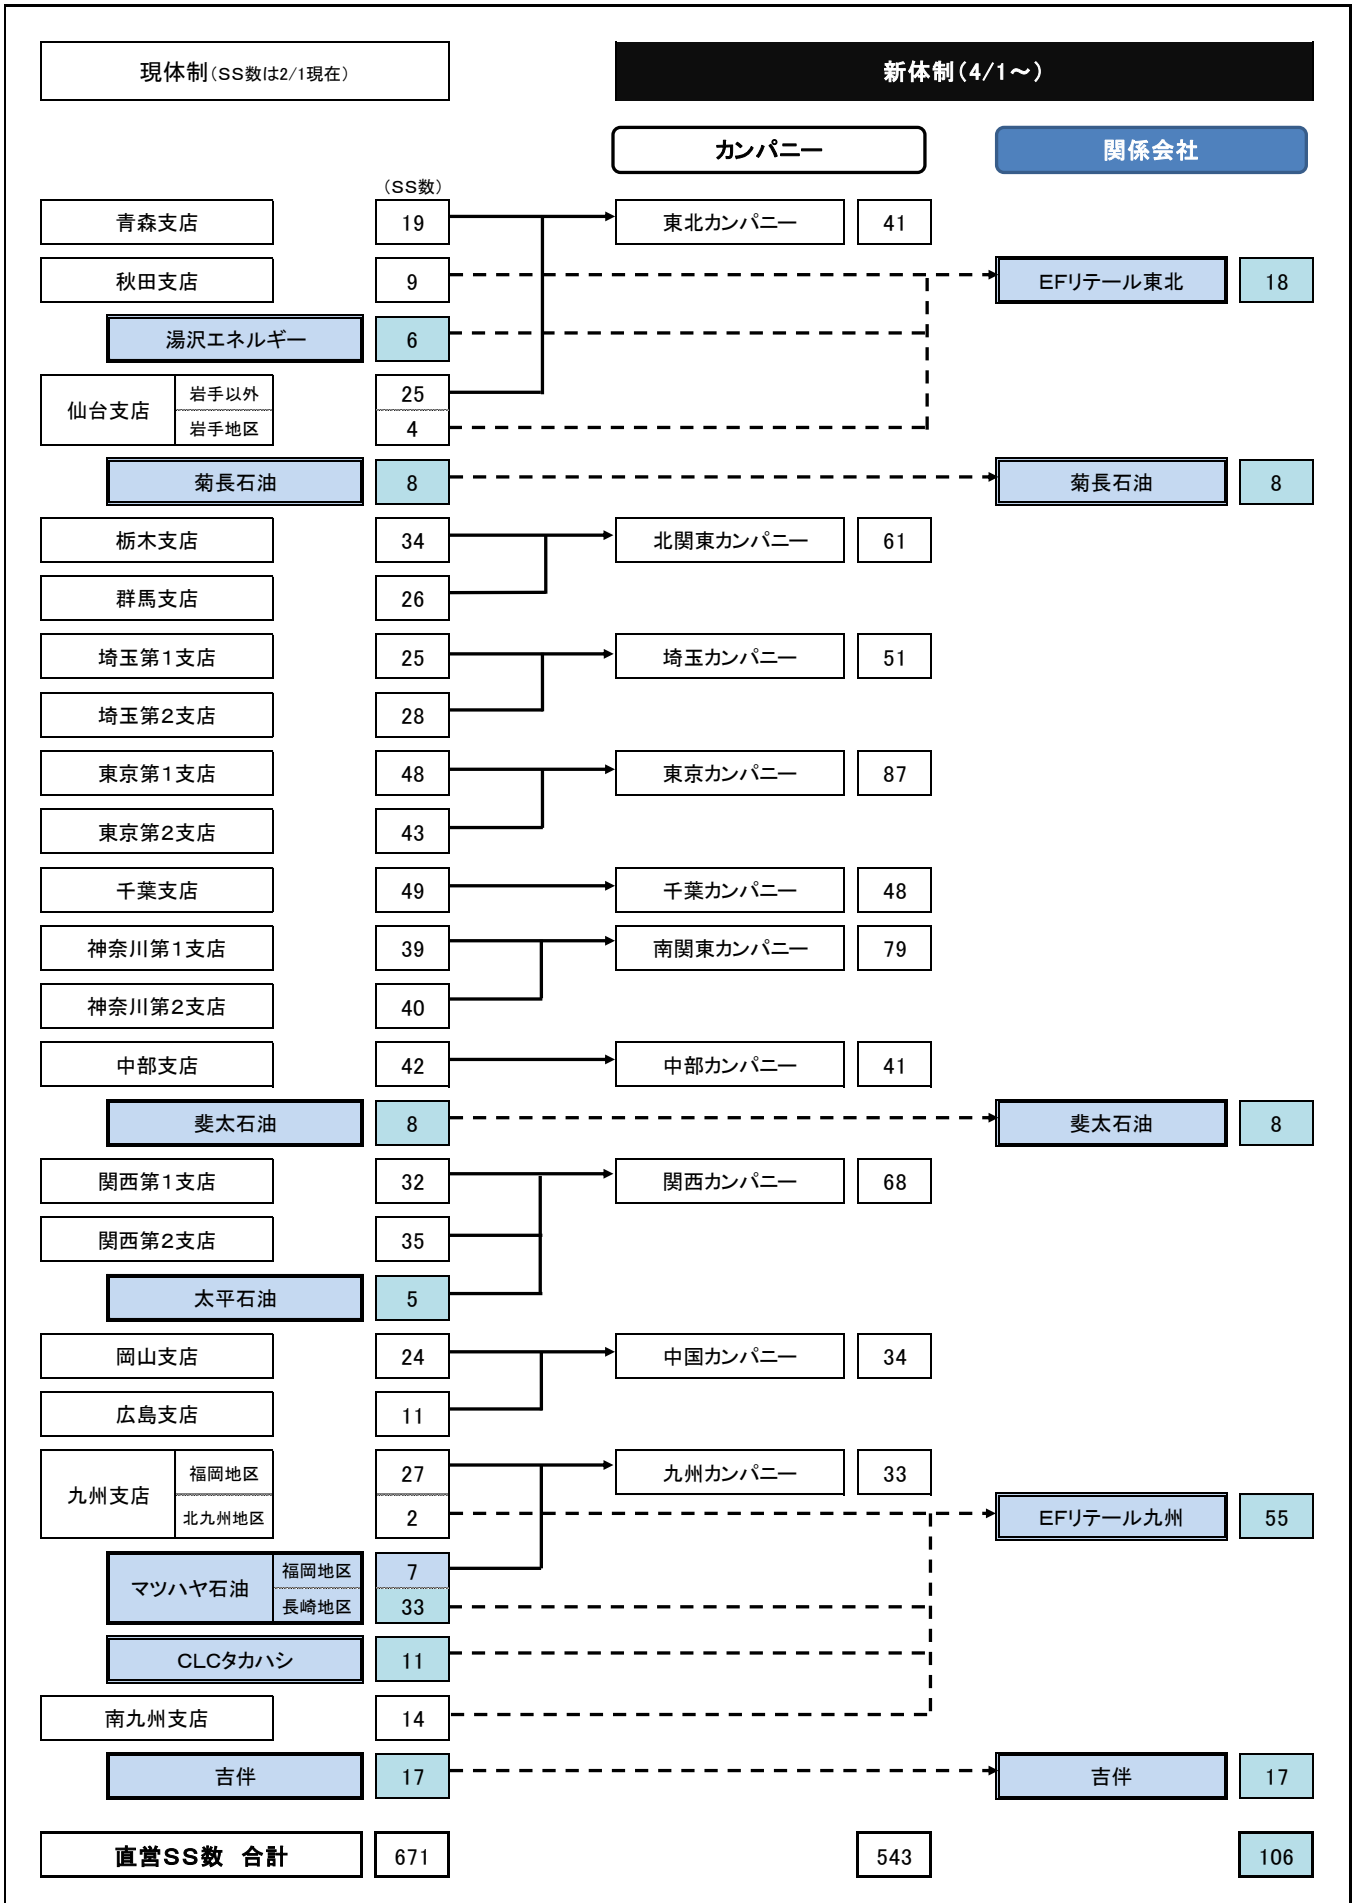 現体制(SS数は2/1現在)
新体制(4/1～)
カンパニー
関係会社
(SS数)
青森支店 19 東北カンパニー 41
秋田支店 9 EFリテール東北 18
湯沢エネルギー 6
仙台支店 岩手以外 25
岩手地区 4
菊長石油 8 菊長石油 8
栃木支店 34 北関東カンパニー 61
群馬支店 26
埼玉第1支店 25 埼玉カンパニー 51
埼玉第2支店 28
東京第1支店 48 東京カンパニー 87
東京第2支店 43
千葉支店 49 千葉カンパニー 48
神奈川第1支店 39 南関東カンパニー 79
神奈川第2支店 40
中部支店 42 中部カンパニー 41
斐太石油 8 斐太石油 8
関西第1支店 32 関西カンパニー 68
関西第2支店 35
太平石油 5
岡山支店 24 中国カンパニー 34
広島支店 11
九州支店 福岡地区 27 九州カンパニー 33
北九州地区 2 EFリテール九州 55
マツハヤ石油 福岡地区 7
長崎地区 33
CLCタカハシ 11
南九州支店 14
吉伴 17 吉伴 17
直営SS数 合計 671 543 106